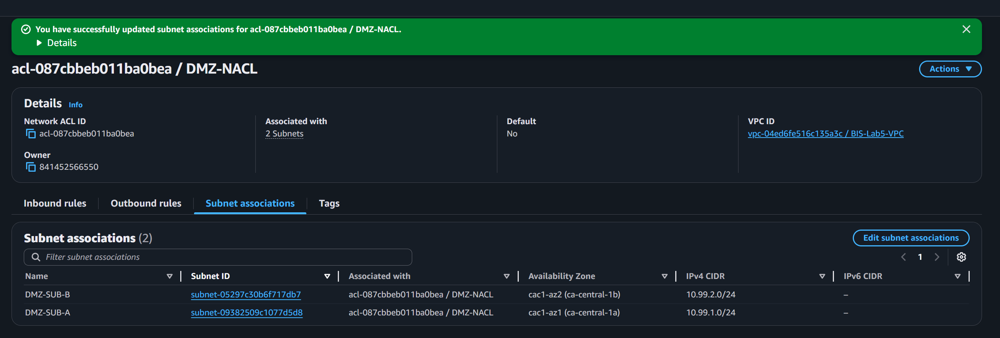 You have successfully updated subnet associations for acl-087cbbeb011ba0bea / DMZ-NACL.
Details
acl-087cbbeb011ba0bea / DMZ-NACL
Actions
Details Info
Network ACL ID
acl-087cbbeb011ba0bea
Associated with
2 Subnets
Default
No
VPC ID
vpc-04ed6fe516c135a3c / BIS-Lab5-VPC
Owner
841452566550
Inbound rules Outbound rules Subnet associations Tags
Subnet associations (2)
Edit subnet associations
Filter subnet associations
1
Name Subnet ID Associated with Availability Zone IPv4 CIDR IPv6 CIDR
DMZ-SUB-B subnet-05297c30b6f717db7 acl-087cbbeb011ba0bea / DMZ-NACL cac1-az2 (ca-central-1b) 10.99.2.0/24 –
DMZ-SUB-A subnet-09382509c1077d5d8 acl-087cbbeb011ba0bea / DMZ-NACL cac1-az1 (ca-central-1a) 10.99.1.0/24 –